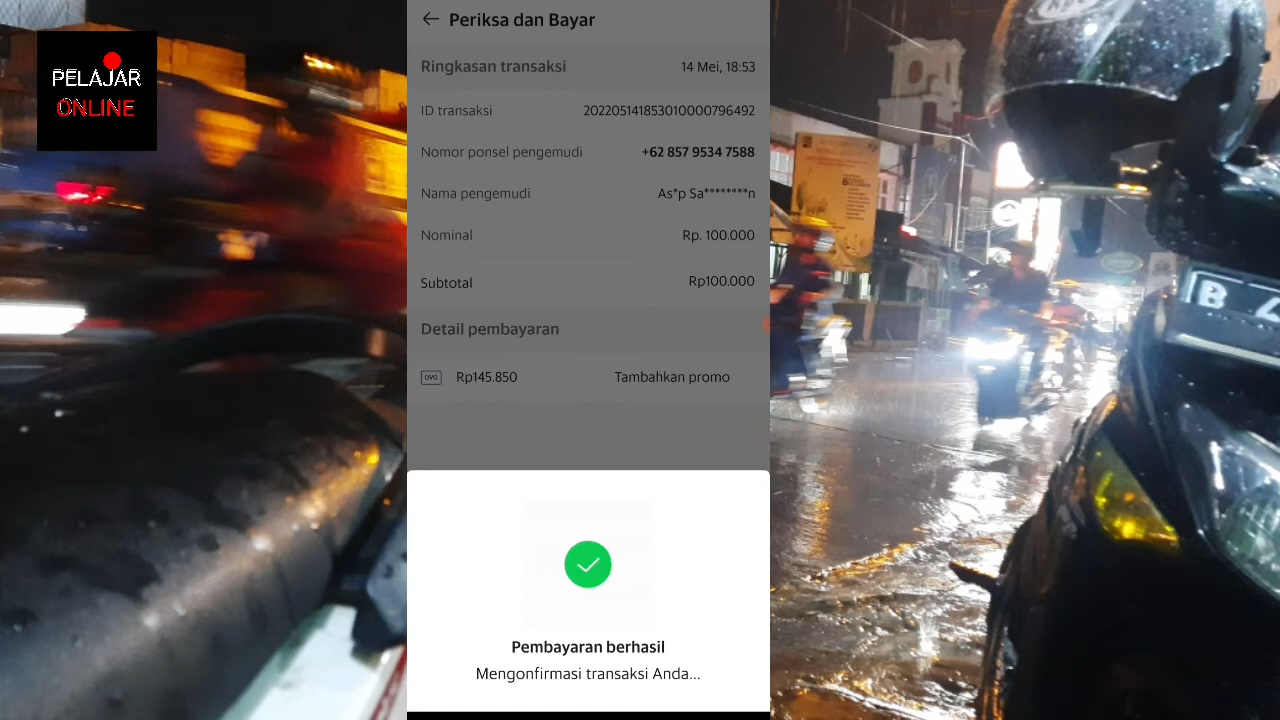 PELAJAR
ONLINE
Periksa dan Bayar
Ringkasan transaksi 14 Mei, 18:53
ID transaksi 202205141853010000796492
Nomor ponsel pengemudi +62 857 9534 7588
Nama pengemudi As*p Sa********n
Nominal Rp. 100.000
Subtotal Rp100.000
Detail pembayaran
OVO Rp145.850 Tambahkan promo
Pembayaran berhasil
Mengonfirmasi transaksi Anda...
B